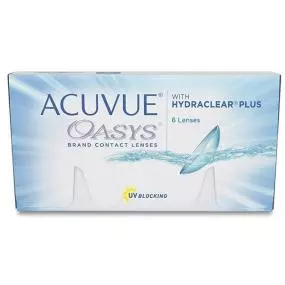 ACUVUE®
OASYS®
BRAND CONTACT LENSES
WITH
HYDRACLEAR® PLUS
6 Lenses
UV BLOCKING